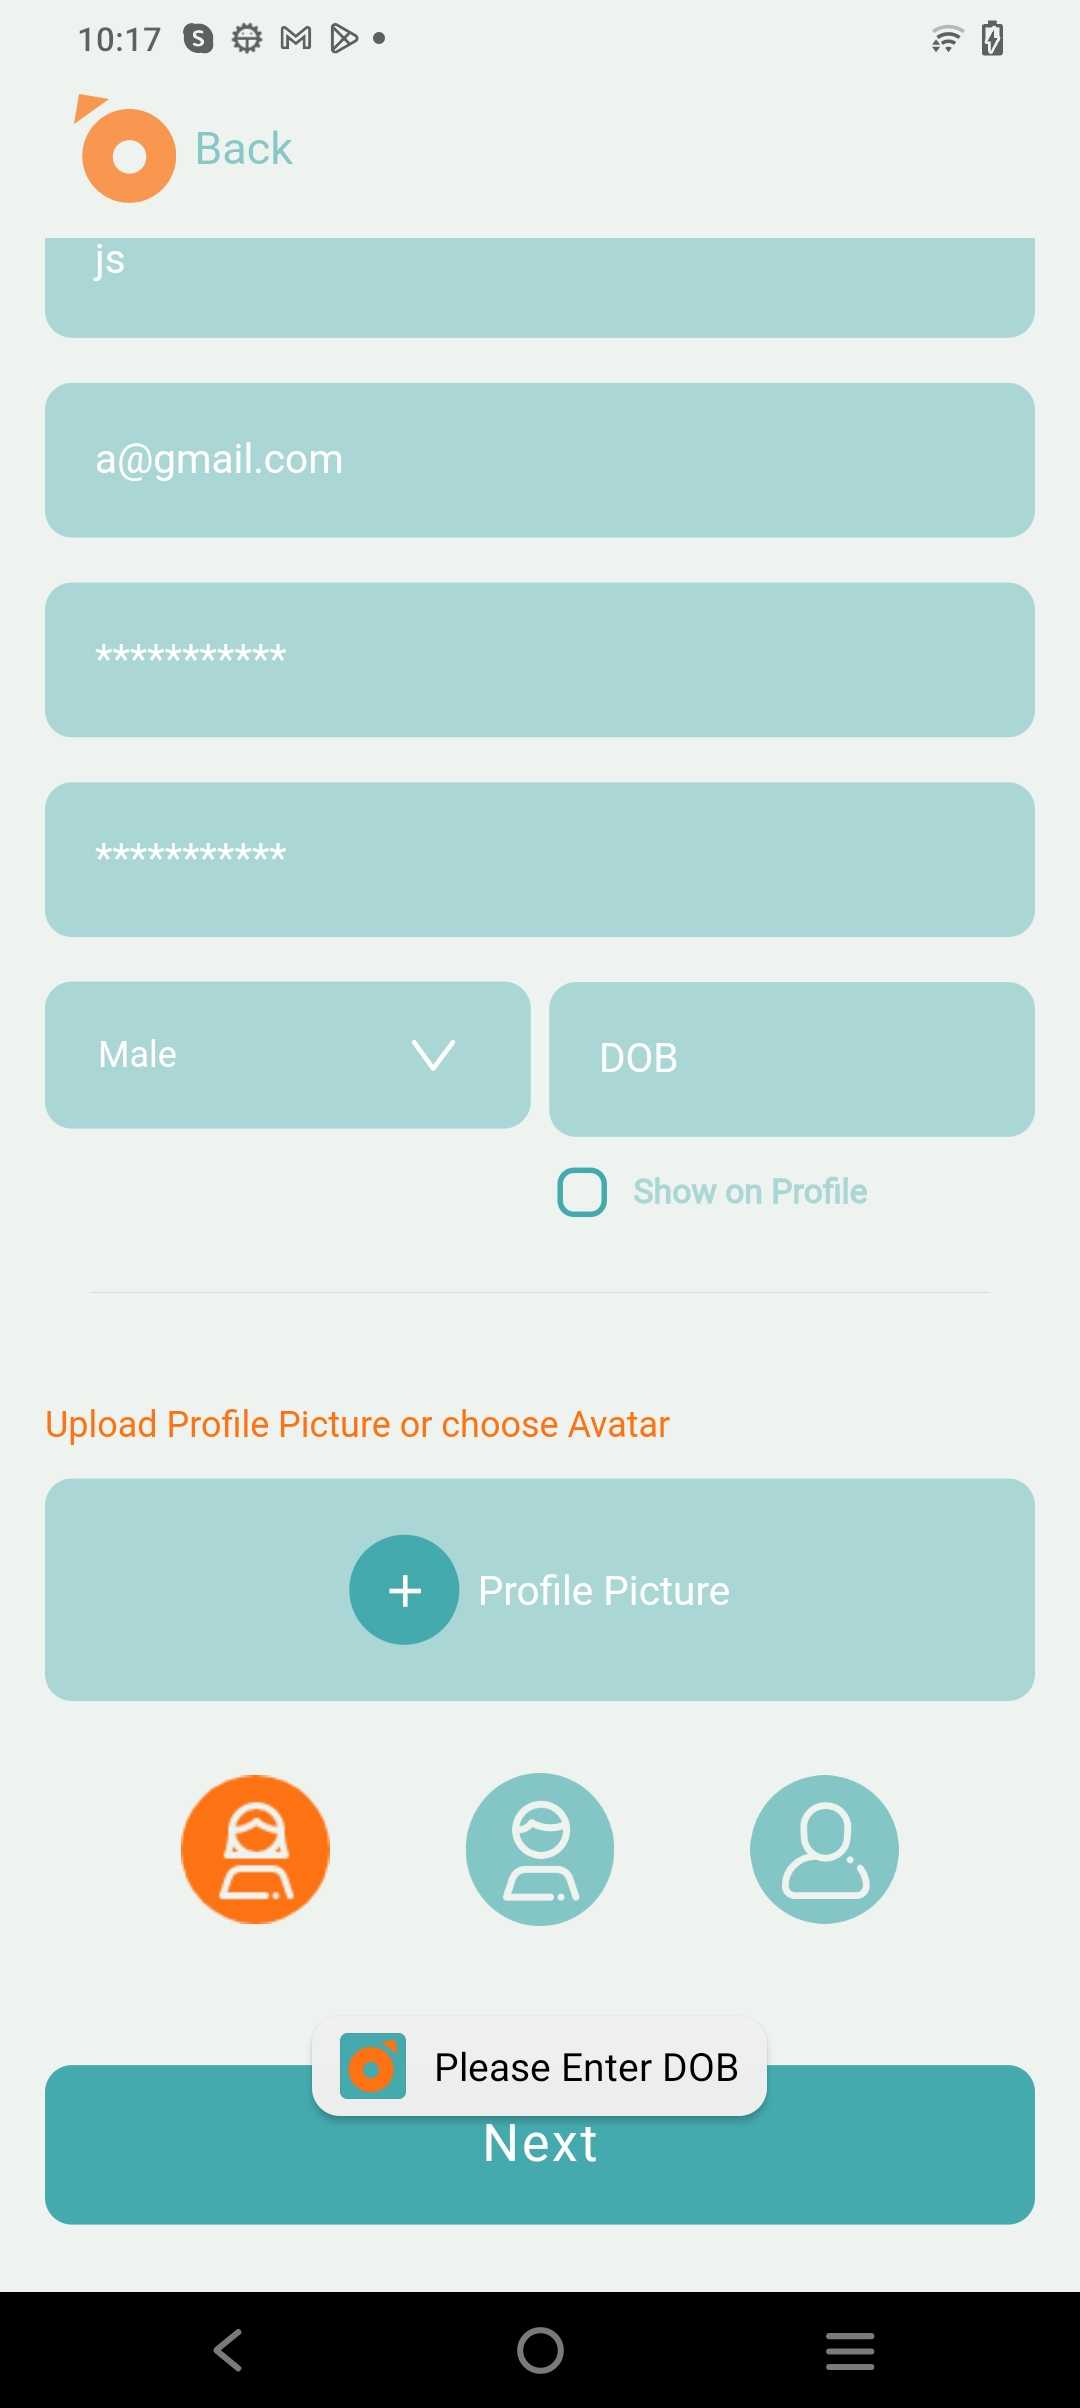 10:17
Back
js
a@gmail.com
***********
***********
Male
DOB
Show on Profile
Upload Profile Picture or choose Avatar
+ Profile Picture
Please Enter DOB
Next